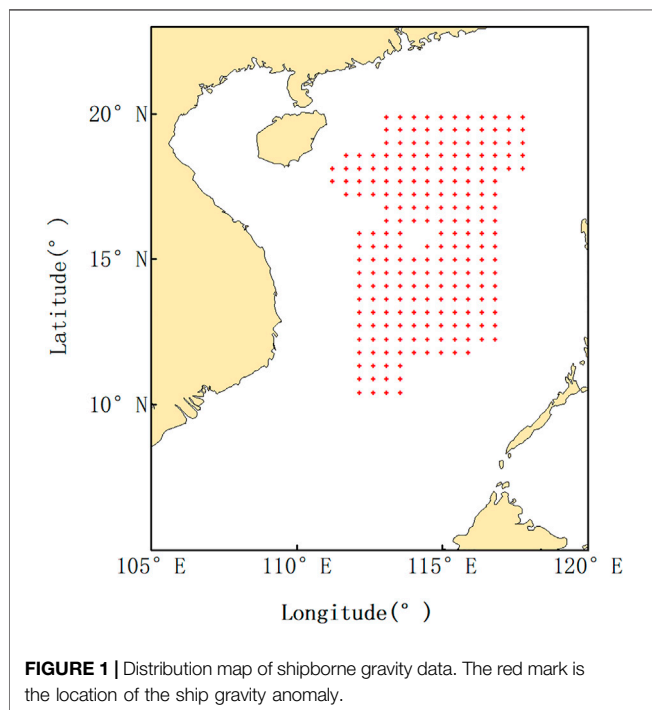 20° N
15° N
10° N
Latitude(°)
105° E 110° E 115° E 120° E
Longitude(°)
FIGURE 1 | Distribution map of shipborne gravity data. The red mark is
the location of the ship gravity anomaly.